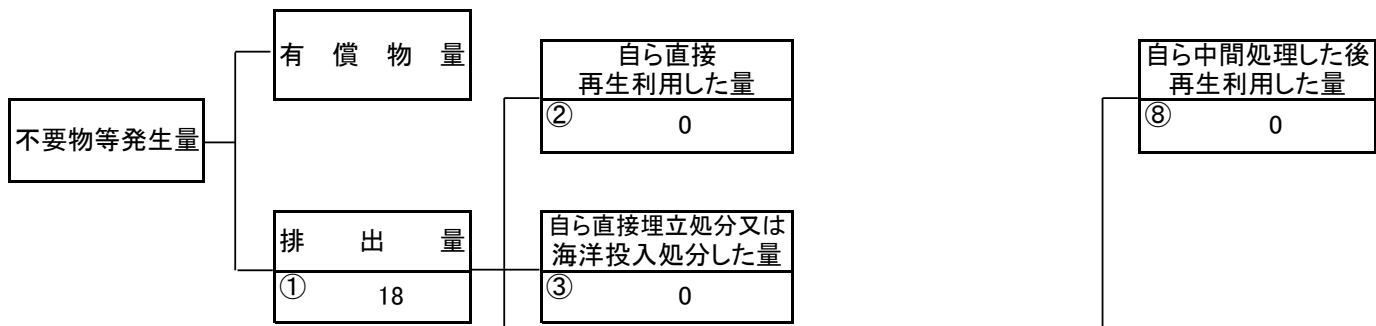 有償物量
不要物等発生量
排出量
① 18
自ら直接
再生利用した量
② 0
自ら直接埋立処分又は
海洋投入処分した量
③ 0
自ら中間処理した後
再生利用した量
⑧ 0